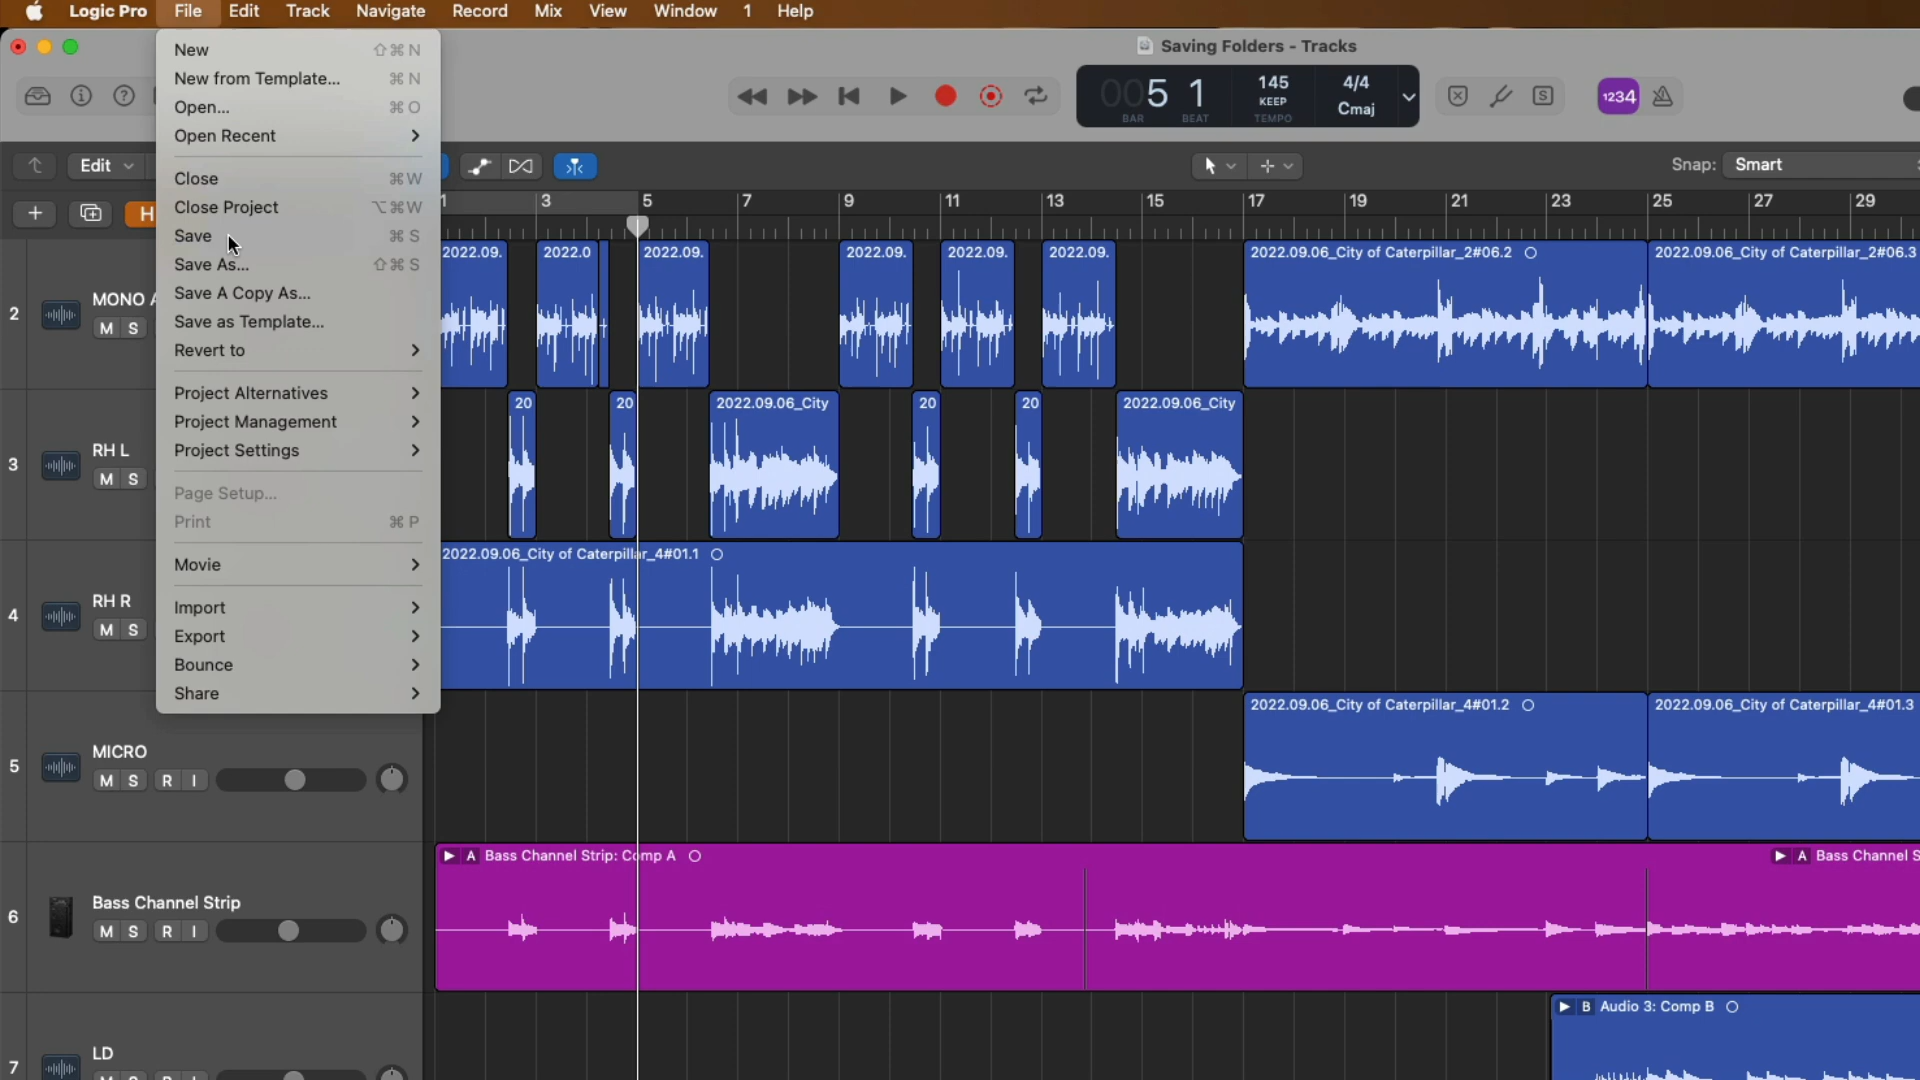 Logic Pro File Edit Track Navigate Record Mix View Window 1 Help
Saving Folders - Tracks
New ⇧⌘N
New from Template... ⌘N
Open... ⌘O
Open Recent
Close ⌘W
Close Project ⌥⌘W
Save ⌘S
Save As... ⇧⌘S
Save A Copy As...
Save as Template...
Revert to
Project Alternatives
Project Management
Project Settings
Page Setup...
Print ⌘P
Movie
Import
Export
Bounce
Share
005 1
BAR BEAT
145
KEEP
TEMPO
4/4
Cmaj
S
1234
Edit
Snap: Smart
H
1 3 5 7 9 11 13 15 17 19 21 23 25 27 29
2 MONO A
M S
2022.09. 2022.0 2022.09. 2022.09. 2022.09. 2022.09. 2022.09.06_City of Caterpillar_2#06.2 2022.09.06_City of Caterpillar_2#06.3
3 RH L
M S
20 20 2022.09.06_City 20 20 2022.09.06_City
4 RH R
M S
2022.09.06_City of Caterpillar_4#01.1
5 MICRO
M S R I
2022.09.06_City of Caterpillar_4#01.2 2022.09.06_City of Caterpillar_4#01.3
6 Bass Channel Strip
M S R I
A Bass Channel Strip: Comp A
A Bass Channel S
7 LD
M S R I
B Audio 3: Comp B